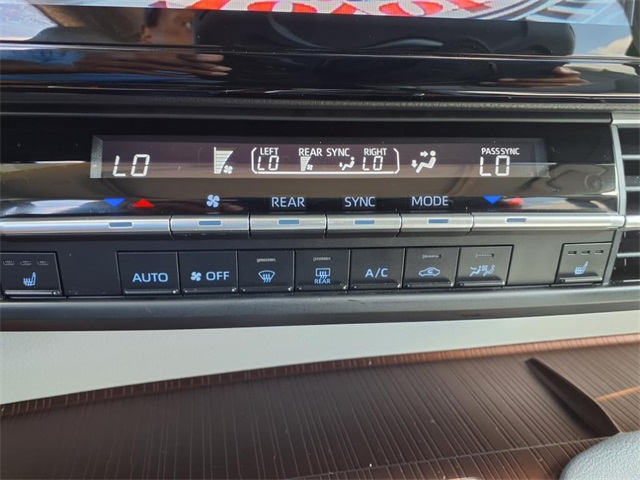 LEFT REAR SYNC RIGHT PASS SYNC
LO LO LO LO
REAR SYNC MODE
AUTO OFF REAR A/C